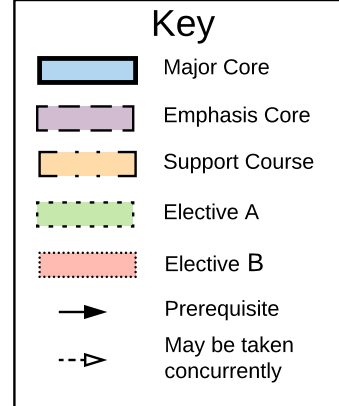 Key
Major Core
Emphasis Core
Support Course
Elective A
Elective B
Prerequisite
May be taken
concurrently